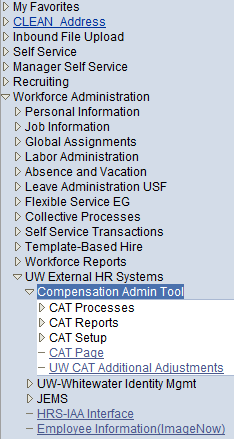 My Favorites
CLEAN_Address
Inbound File Upload
Self Service
Manager Self Service
Recruiting
Workforce Administration
Personal Information
Job Information
Global Assignments
Labor Administration
Absence and Vacation
Leave Administration USF
Flexible Service EG
Collective Processes
Self Service Transactions
Template-Based Hire
Workforce Reports
UW External HR Systems
Compensation Admin Tool
CAT Processes
CAT Reports
CAT Setup
CAT Page
UW CAT Additional Adjustments
UW-Whitewater Identity Mgmt
JEMS
HRS-IAA Interface
Employee Information(ImageNow)